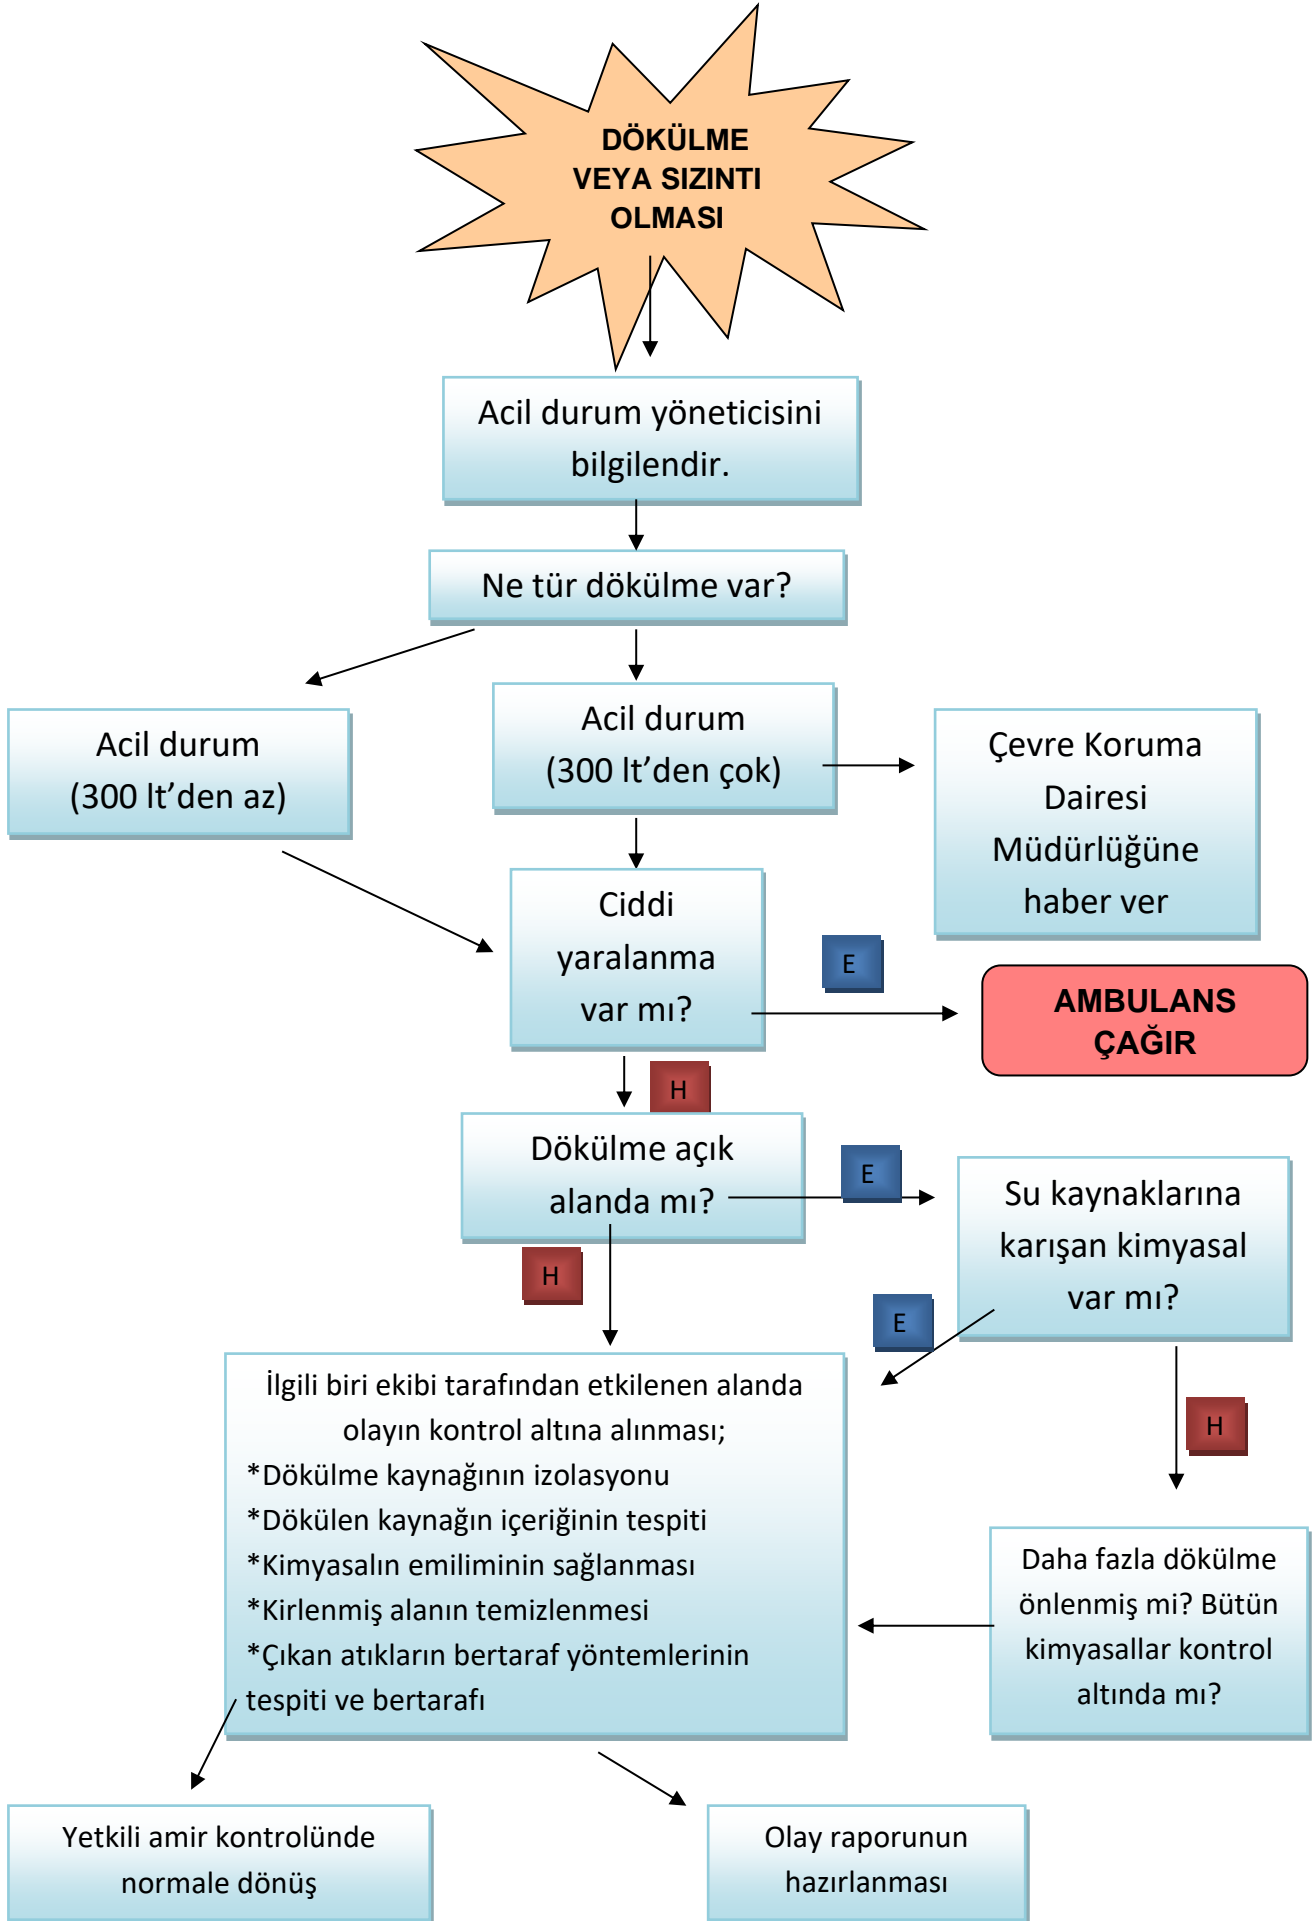 DÖKÜLME
VEYA SIZINTI
OLMASI
Acil durum yöneticisini
bilgilendir.
Ne tür dökülme var?
Acil durum
(300 lt’den az)
Acil durum
(300 lt’den çok)
Çevre Koruma
Dairesi
Müdürlüğüne
haber ver
Ciddi
yaralanma
var mı?
E
AMBULANS
ÇAĞIR
H
Dökülme açık
alanda mı?
E
Su kaynaklarına
karışan kimyasal
var mı?
H
E
İlgili biri ekibi tarafından etkilenen alanda
olayın kontrol altına alınması;
*Dökülme kaynağının izolasyonu
*Dökülen kaynağın içeriğinin tespiti
*Kimyasalın emiliminin sağlanması
*Kirlenmiş alanın temizlenmesi
*Çıkan atıkların bertaraf yöntemlerinin
tespiti ve bertarafı
H
Daha fazla dökülme
önlenmiş mi? Bütün
kimyasallar kontrol
altında mı?
Yetkili amir kontrolünde
normale dönüş
Olay raporunun
hazırlanması